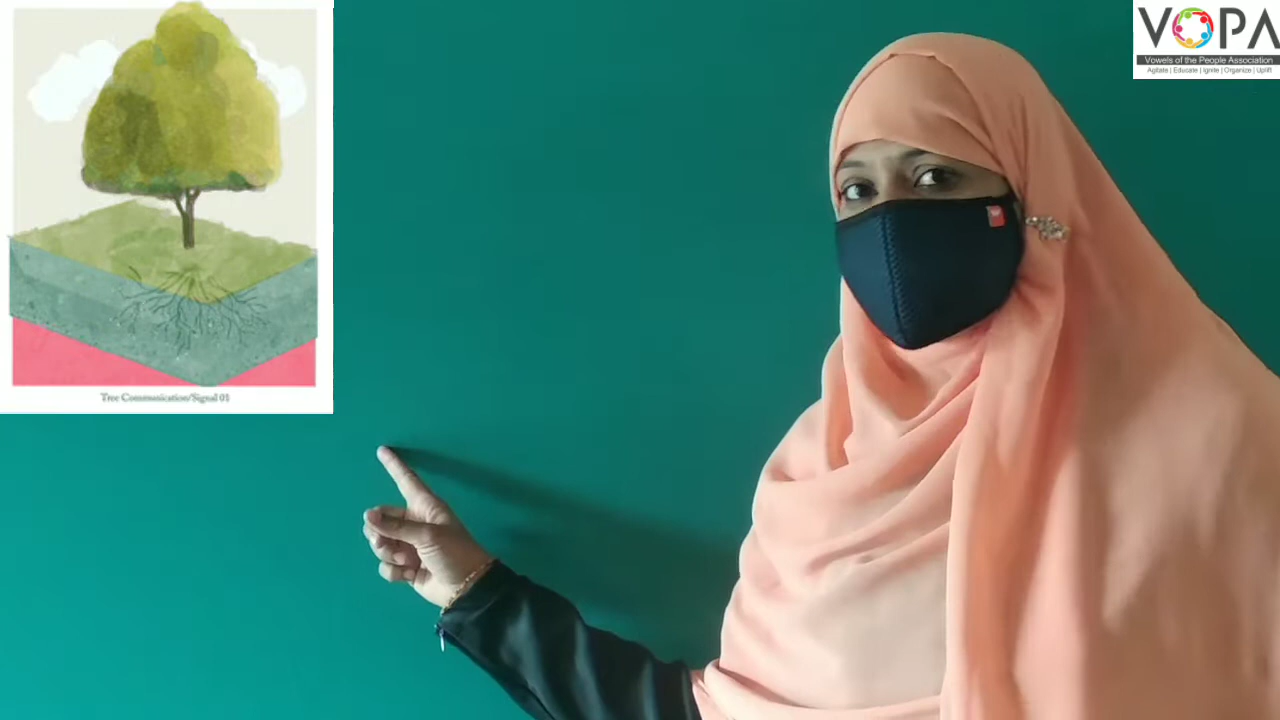 VOPA
Vowels of the People Association
Agitate | Educate | Ignite | Organize | Uplift
Tree Communication/Signal 01